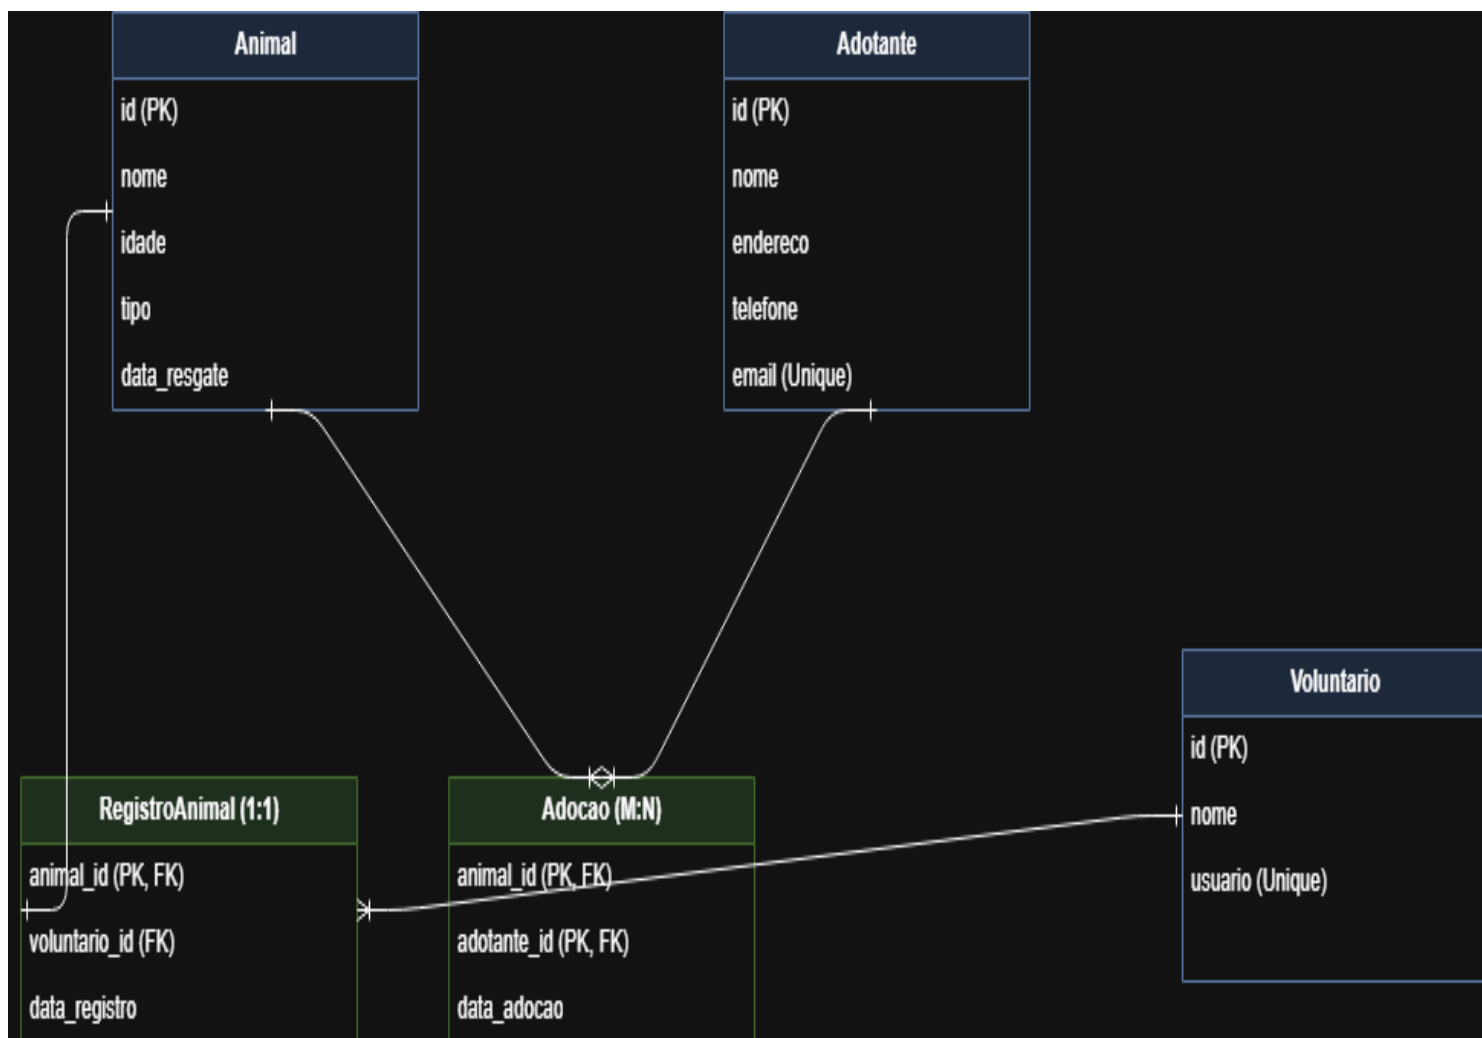 Animal
id (PK)
nome
idade
tipo
data_resgate
Adotante
id (PK)
nome
endereco
telefone
email (Unique)
Voluntario
id (PK)
nome
usuario (Unique)
RegistroAnimal (1:1)
animal_id (PK, FK)
voluntario_id (FK)
data_registro
Adocao (M:N)
animal_id (PK, FK)
adotante_id (PK, FK)
data_adocao